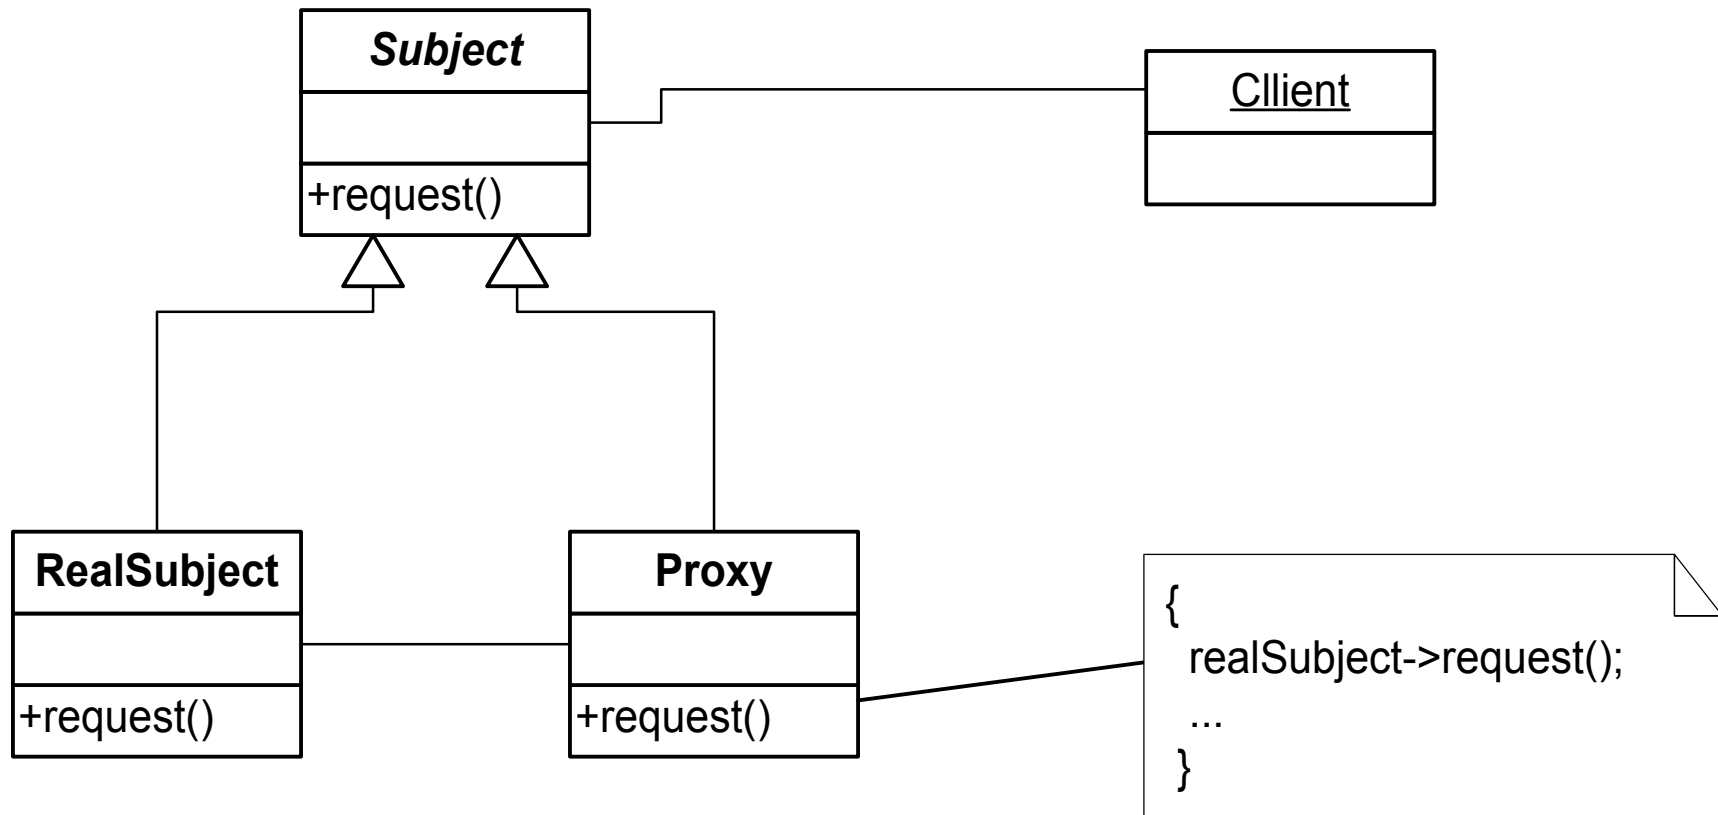 Subject
+request()
Cllient
RealSubject
+request()
Proxy
+request()
{
realSubject->request();
...
}